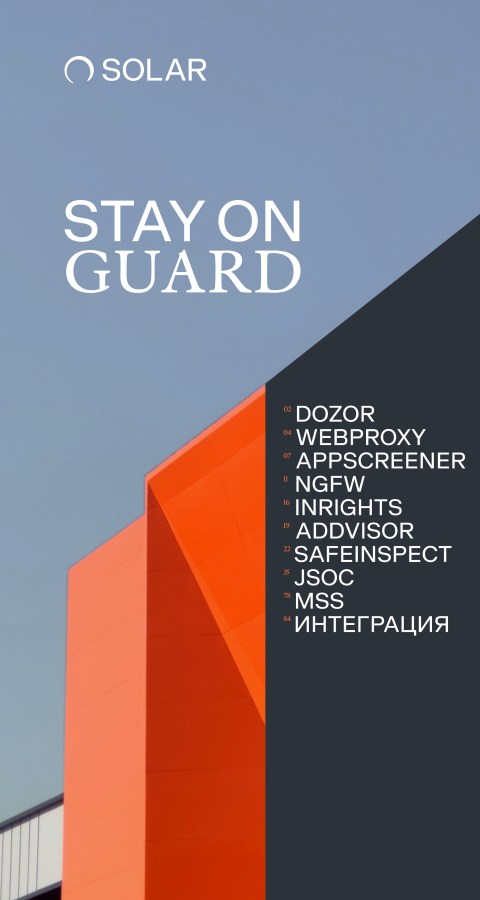 SOLAR
STAY ON
GUARD
02 DOZOR
04 WEBPROXY
07 APPSCREENER
11 NGFW
16 INRIGHTS
19 ADDVISOR
22 SAFEINSPECT
35 JSOC
78 MSS
84 ИНТЕГРАЦИЯ